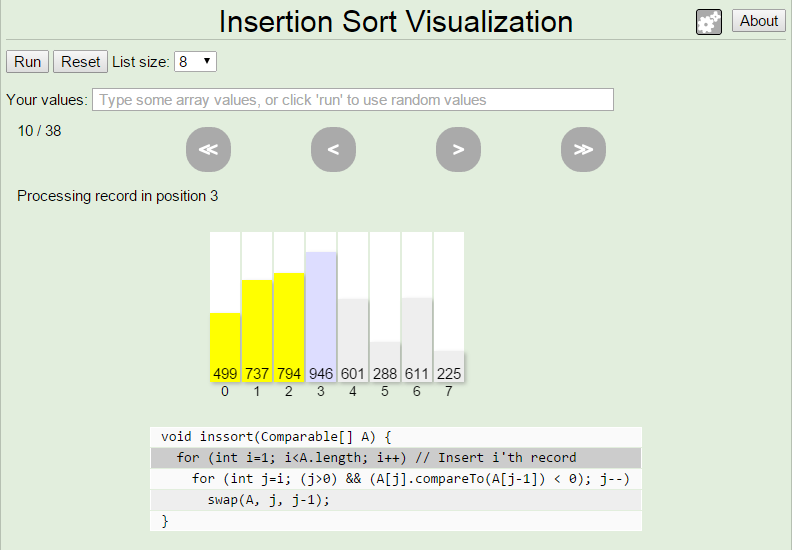 Insertion Sort Visualization
About
Run Reset List size: 8
Your values: Type some array values, or click 'run' to use random values
10 / 38
<< < > >>
Processing record in position 3
499 737 794 946 601 288 611 225
0 1 2 3 4 5 6 7
void inssort(Comparable[] A) {
for (int i=1; i<A.length; i++) // Insert i'th record
for (int j=i; (j>0) && (A[j].compareTo(A[j-1]) < 0); j--)
swap(A, j, j-1);
}